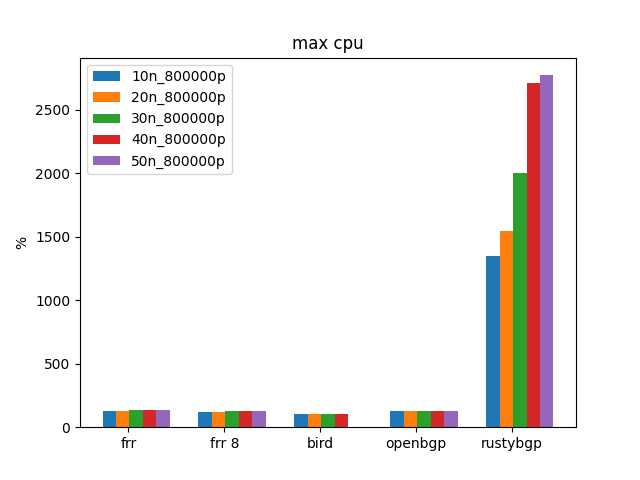 max cpu
10n_800000p
20n_800000p
30n_800000p
40n_800000p
50n_800000p
2500
2000
1500
1000
500
0
%
frr
frr 8
bird
openbgp
rustybgp